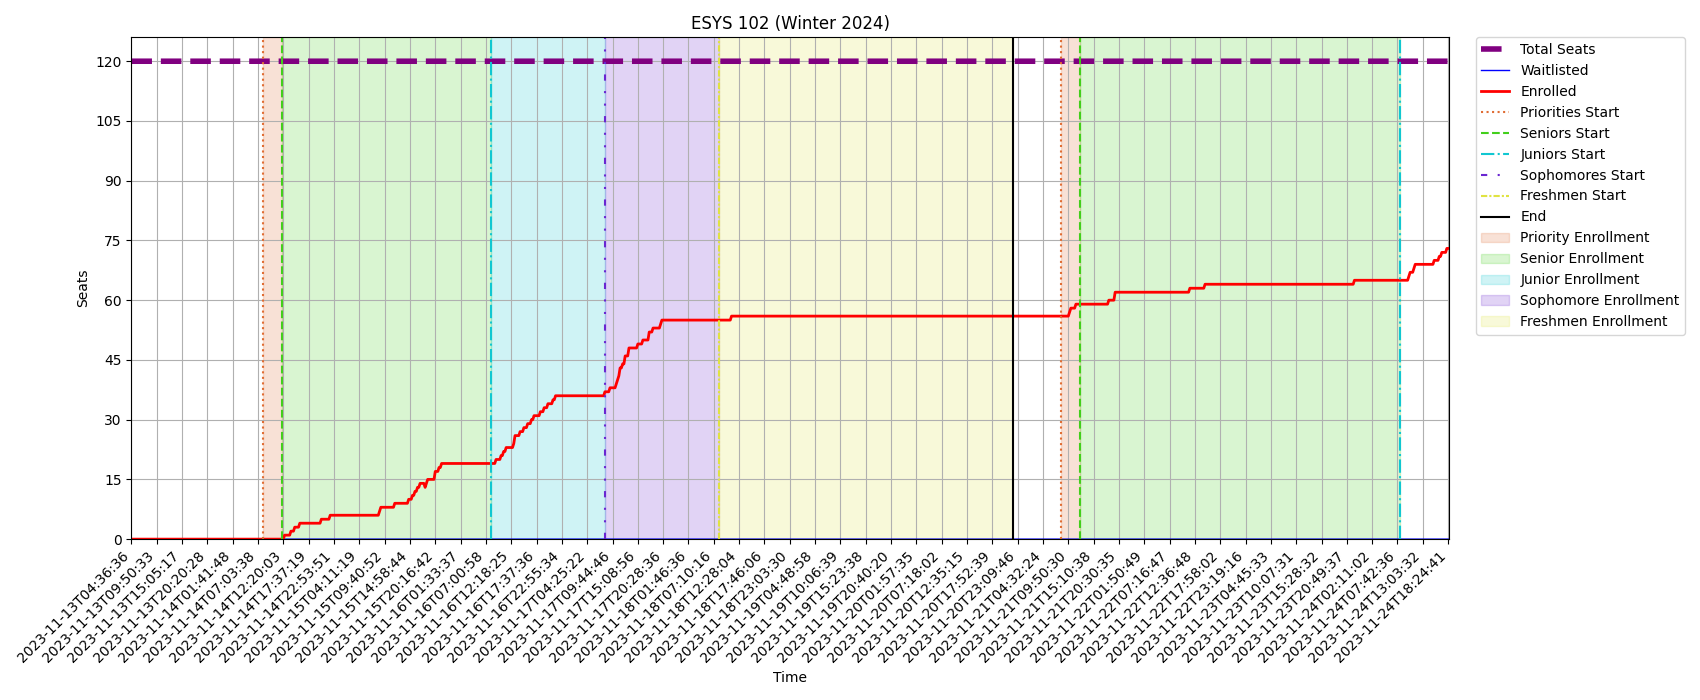 ESYS 102 (Winter 2024)
Seats
120
105
90
75
60
45
30
15
0
2023-11-13T04:36:36
2023-11-13T09:50:33
2023-11-13T15:05:17
2023-11-13T20:20:28
2023-11-14T01:41:48
2023-11-14T07:03:38
2023-11-14T12:20:03
2023-11-14T17:37:19
2023-11-14T22:53:51
2023-11-15T04:11:19
2023-11-15T09:40:52
2023-11-15T14:58:44
2023-11-15T20:16:42
2023-11-16T01:33:37
2023-11-16T07:00:58
2023-11-16T12:18:25
2023-11-16T17:37:36
2023-11-16T22:55:34
2023-11-17T04:25:22
2023-11-17T09:44:46
2023-11-17T15:08:56
2023-11-17T20:28:36
2023-11-18T01:46:36
2023-11-18T07:10:16
2023-11-18T12:28:04
2023-11-18T17:46:06
2023-11-18T23:03:30
2023-11-19T04:48:58
2023-11-19T10:06:39
2023-11-19T15:23:38
2023-11-19T20:40:20
2023-11-20T01:57:35
2023-11-20T07:18:02
2023-11-20T12:35:15
2023-11-20T17:52:39
2023-11-20T23:09:46
2023-11-21T04:32:24
2023-11-21T09:50:30
2023-11-21T15:10:38
2023-11-21T20:30:35
2023-11-22T01:50:49
2023-11-22T07:16:47
2023-11-22T12:36:48
2023-11-22T17:58:02
2023-11-22T23:19:16
2023-11-23T04:45:33
2023-11-23T10:07:31
2023-11-23T15:28:32
2023-11-23T20:49:37
2023-11-24T02:11:02
2023-11-24T07:42:36
2023-11-24T13:03:32
2023-11-24T18:24:41
Time
Total Seats
Waitlisted
Enrolled
Priorities Start
Seniors Start
Juniors Start
Sophomores Start
Freshmen Start
End
Priority Enrollment
Senior Enrollment
Junior Enrollment
Sophomore Enrollment
Freshmen Enrollment